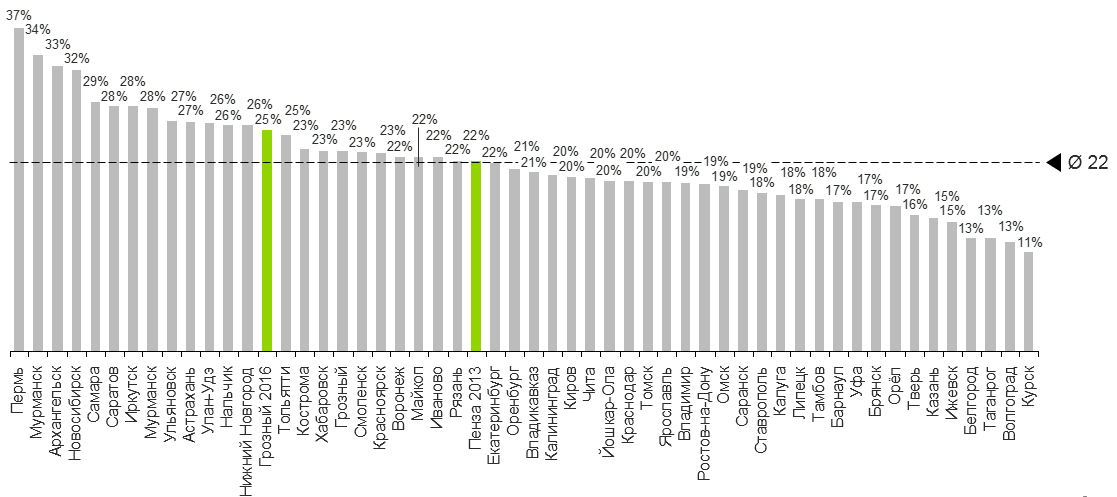 37%
34%
33%
32%
29%
28%
28%
28%
27%
27%
26%
26%
26%
25%
25%
23%
23%
23%
23%
23%
22%
22%
22%
22%
22%
22%
21%
21%
20%
20%
20%
20%
20%
20%
20%
19%
19%
19%
19%
18%
18%
18%
18%
17%
17%
17%
17%
16%
15%
15%
13%
13%
13%
11%
Ø 22
Пермь
Мурманск
Архангельск
Новосибирск
Самара
Саратов
Иркутск
Мурманск
Ульяновск
Астрахань
Улан-Удэ
Нальчик
Нижний Новгород
Грозный 2016
Тольятти
Кострома
Хабаровск
Грозный
Смоленск
Красноярск
Воронеж
Майкоп
Иваново
Рязань
Пенза 2013
Екатеринбург
Оренбург
Владикавказ
Калининград
Киров
Чита
Йошкар-Ола
Краснодар
Томск
Ярославль
Владимир
Ростов-на-Дону
Омск
Саранск
Ставрополь
Калуга
Липецк
Тамбов
Барнаул
Уфа
Брянск
Орёл
Тверь
Казань
Ижевск
Белгород
Таганрог
Волгоград
Курск